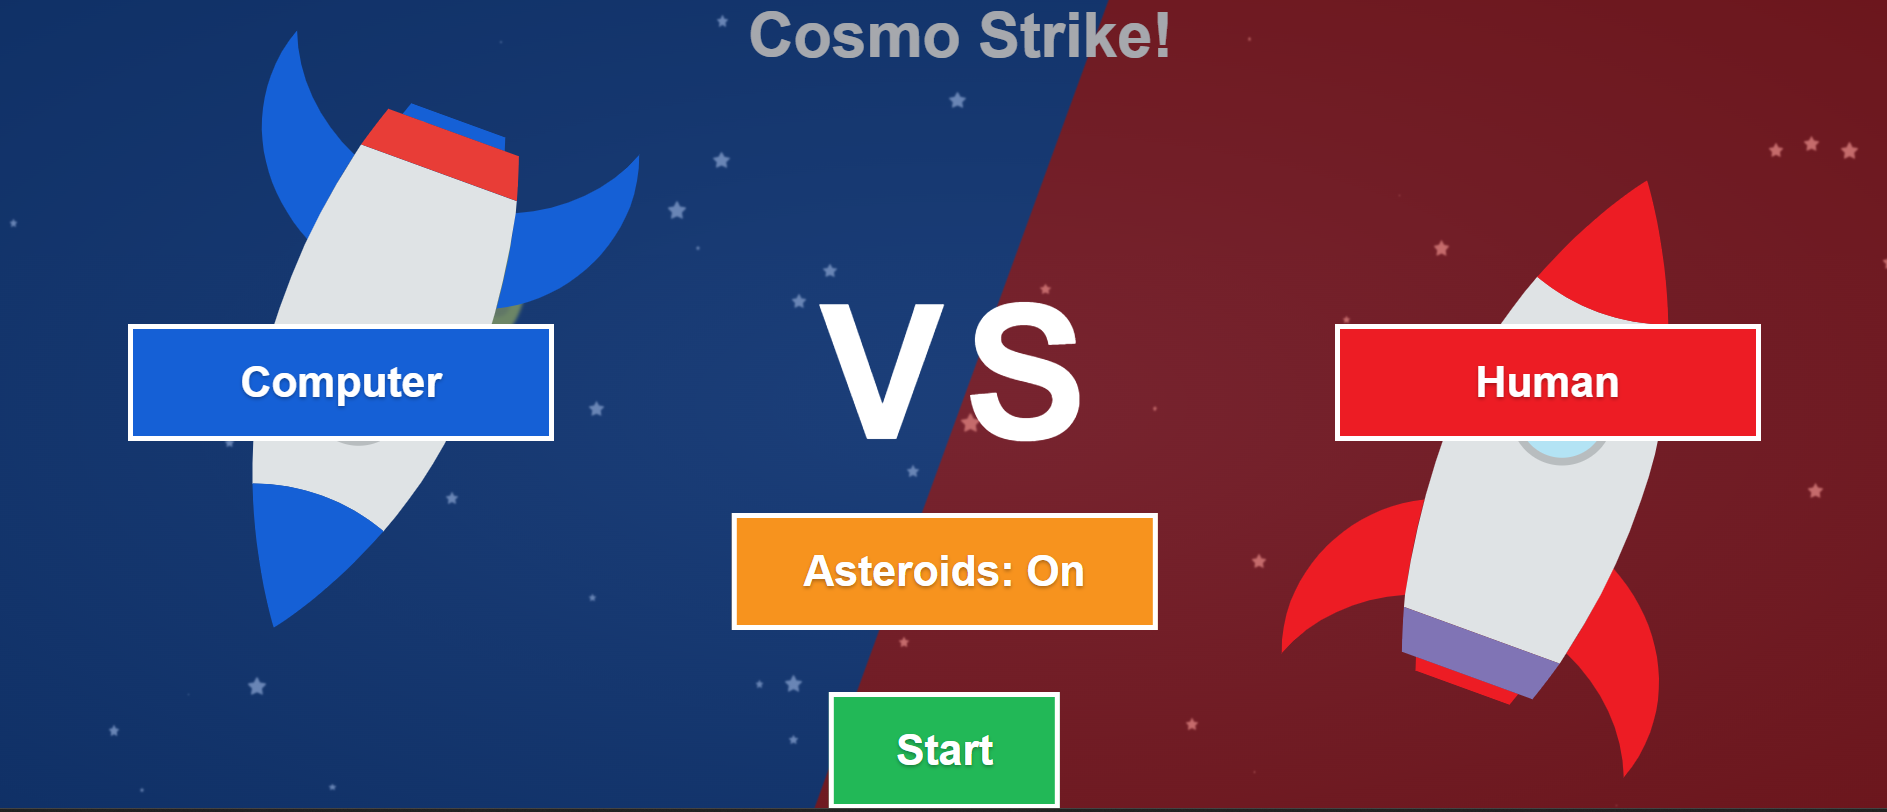 Cosmo Strike!
Computer
VS
Human
Asteroids: On
Start